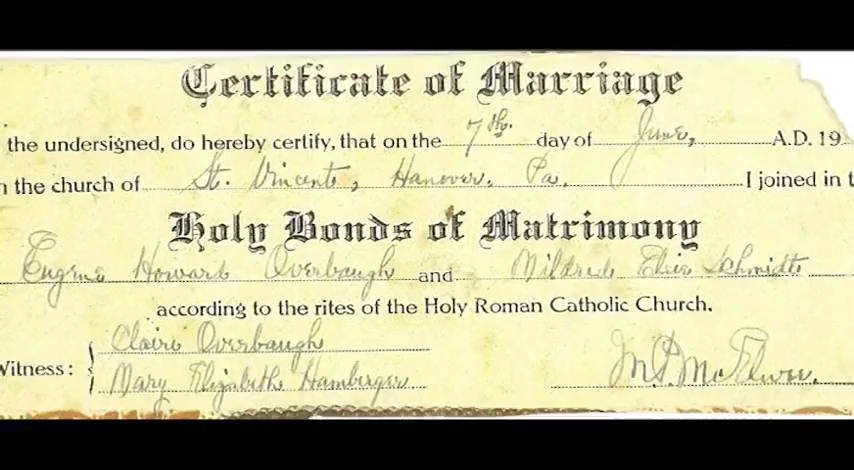 Certificate of Marriage
the undersigned, do hereby certify, that on the 7th. day of June, A.D. 19
n the church of St. Vincents, Hanover, Pa. I joined in t
Holy Bonds of Matrimony
Eugene Howard Overbaugh and Mildred Schmidt
according to the rites of the Holy Roman Catholic Church.
Witness: Claire Overbaugh
Mary Elizabeth Hamberger